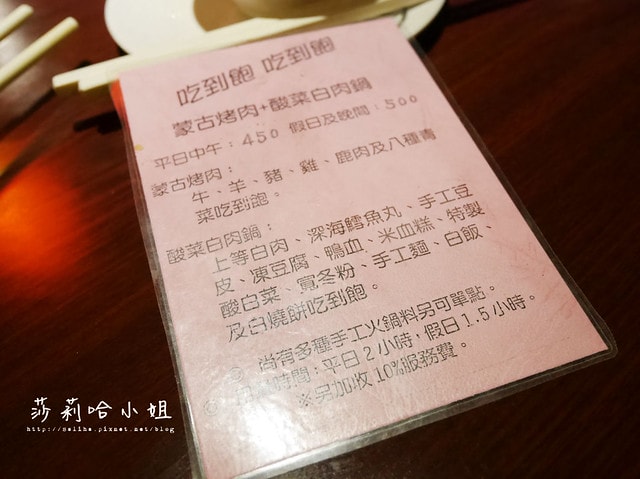 吃到飽 吃到飽
蒙古烤肉+酸菜白肉鍋
平日中午：450 假日及晚間：500
蒙古烤肉：
牛、羊、豬、雞、鹿肉及八種青
菜吃到飽。
酸菜白肉鍋：
上等白肉、深海鱈魚丸、手工豆
皮、凍豆腐、鴨血、米血糕、特製
酸白菜、寬冬粉、手工麵、白飯、
及白燒餅吃到飽。
尚有多種手工火鍋料另可單點。
時間：平日2小時，假日1.5小時。
※另加收10%服務費。
莎莉哈小姐
http://saliha.pixnet.net/blog